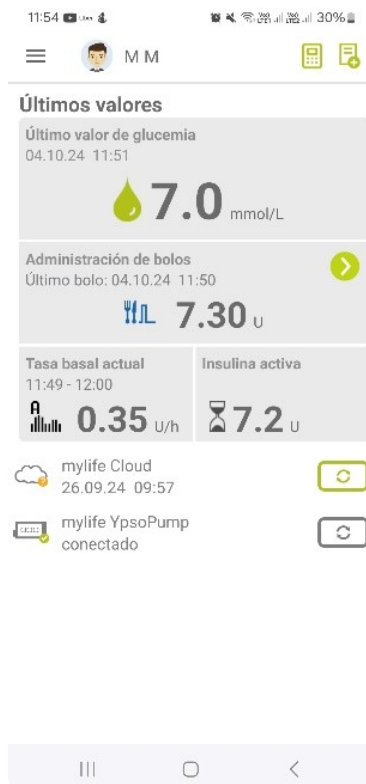 11:54 30%
M M
Últimos valores
Último valor de glucemia
04.10.24 11:51
7.0 mmol/L
Administración de bolos
Último bolo: 04.10.24 11:50
7.30 U
Tasa basal actual
11:49 - 12:00
A
0.35 U/h
Insulina activa
7.2 U
mylife Cloud
26.09.24 09:57
mylife YpsoPump
conectado